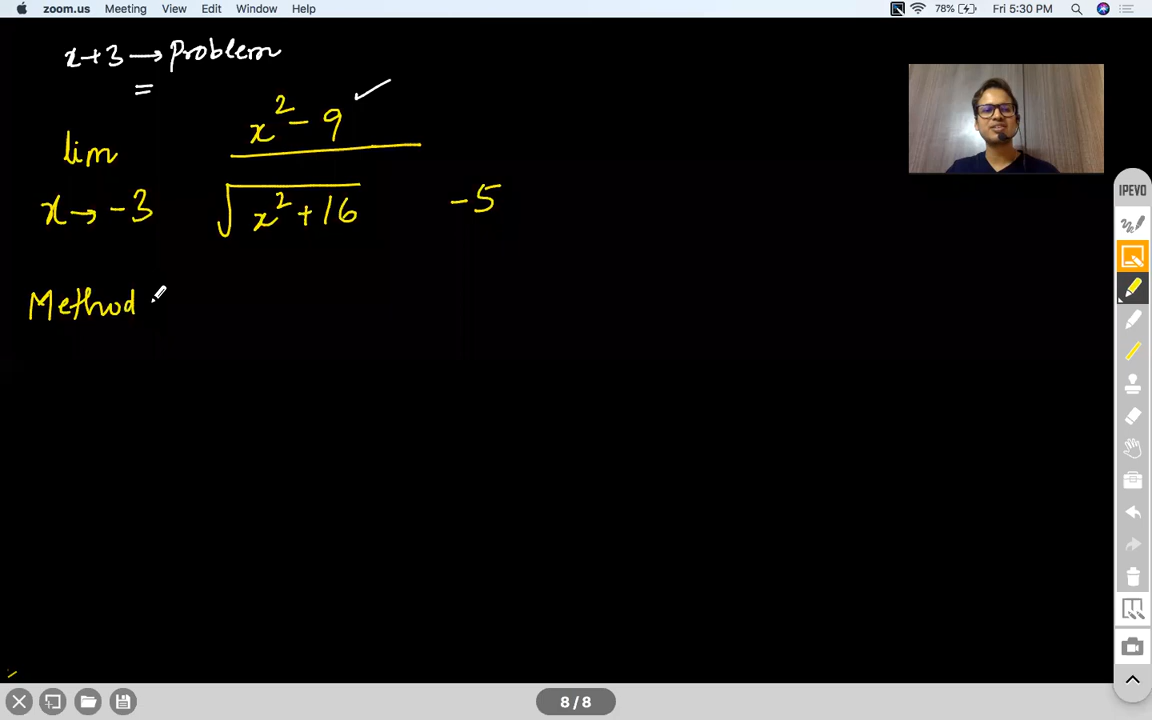 zoom.us Meeting View Edit Window Help 78% Fri 5:30 PM
x+3 → Problem
=
x² - 9 ✓
lim
x → -3 √x² + 16 -5
Method
IPEVO
8 / 8